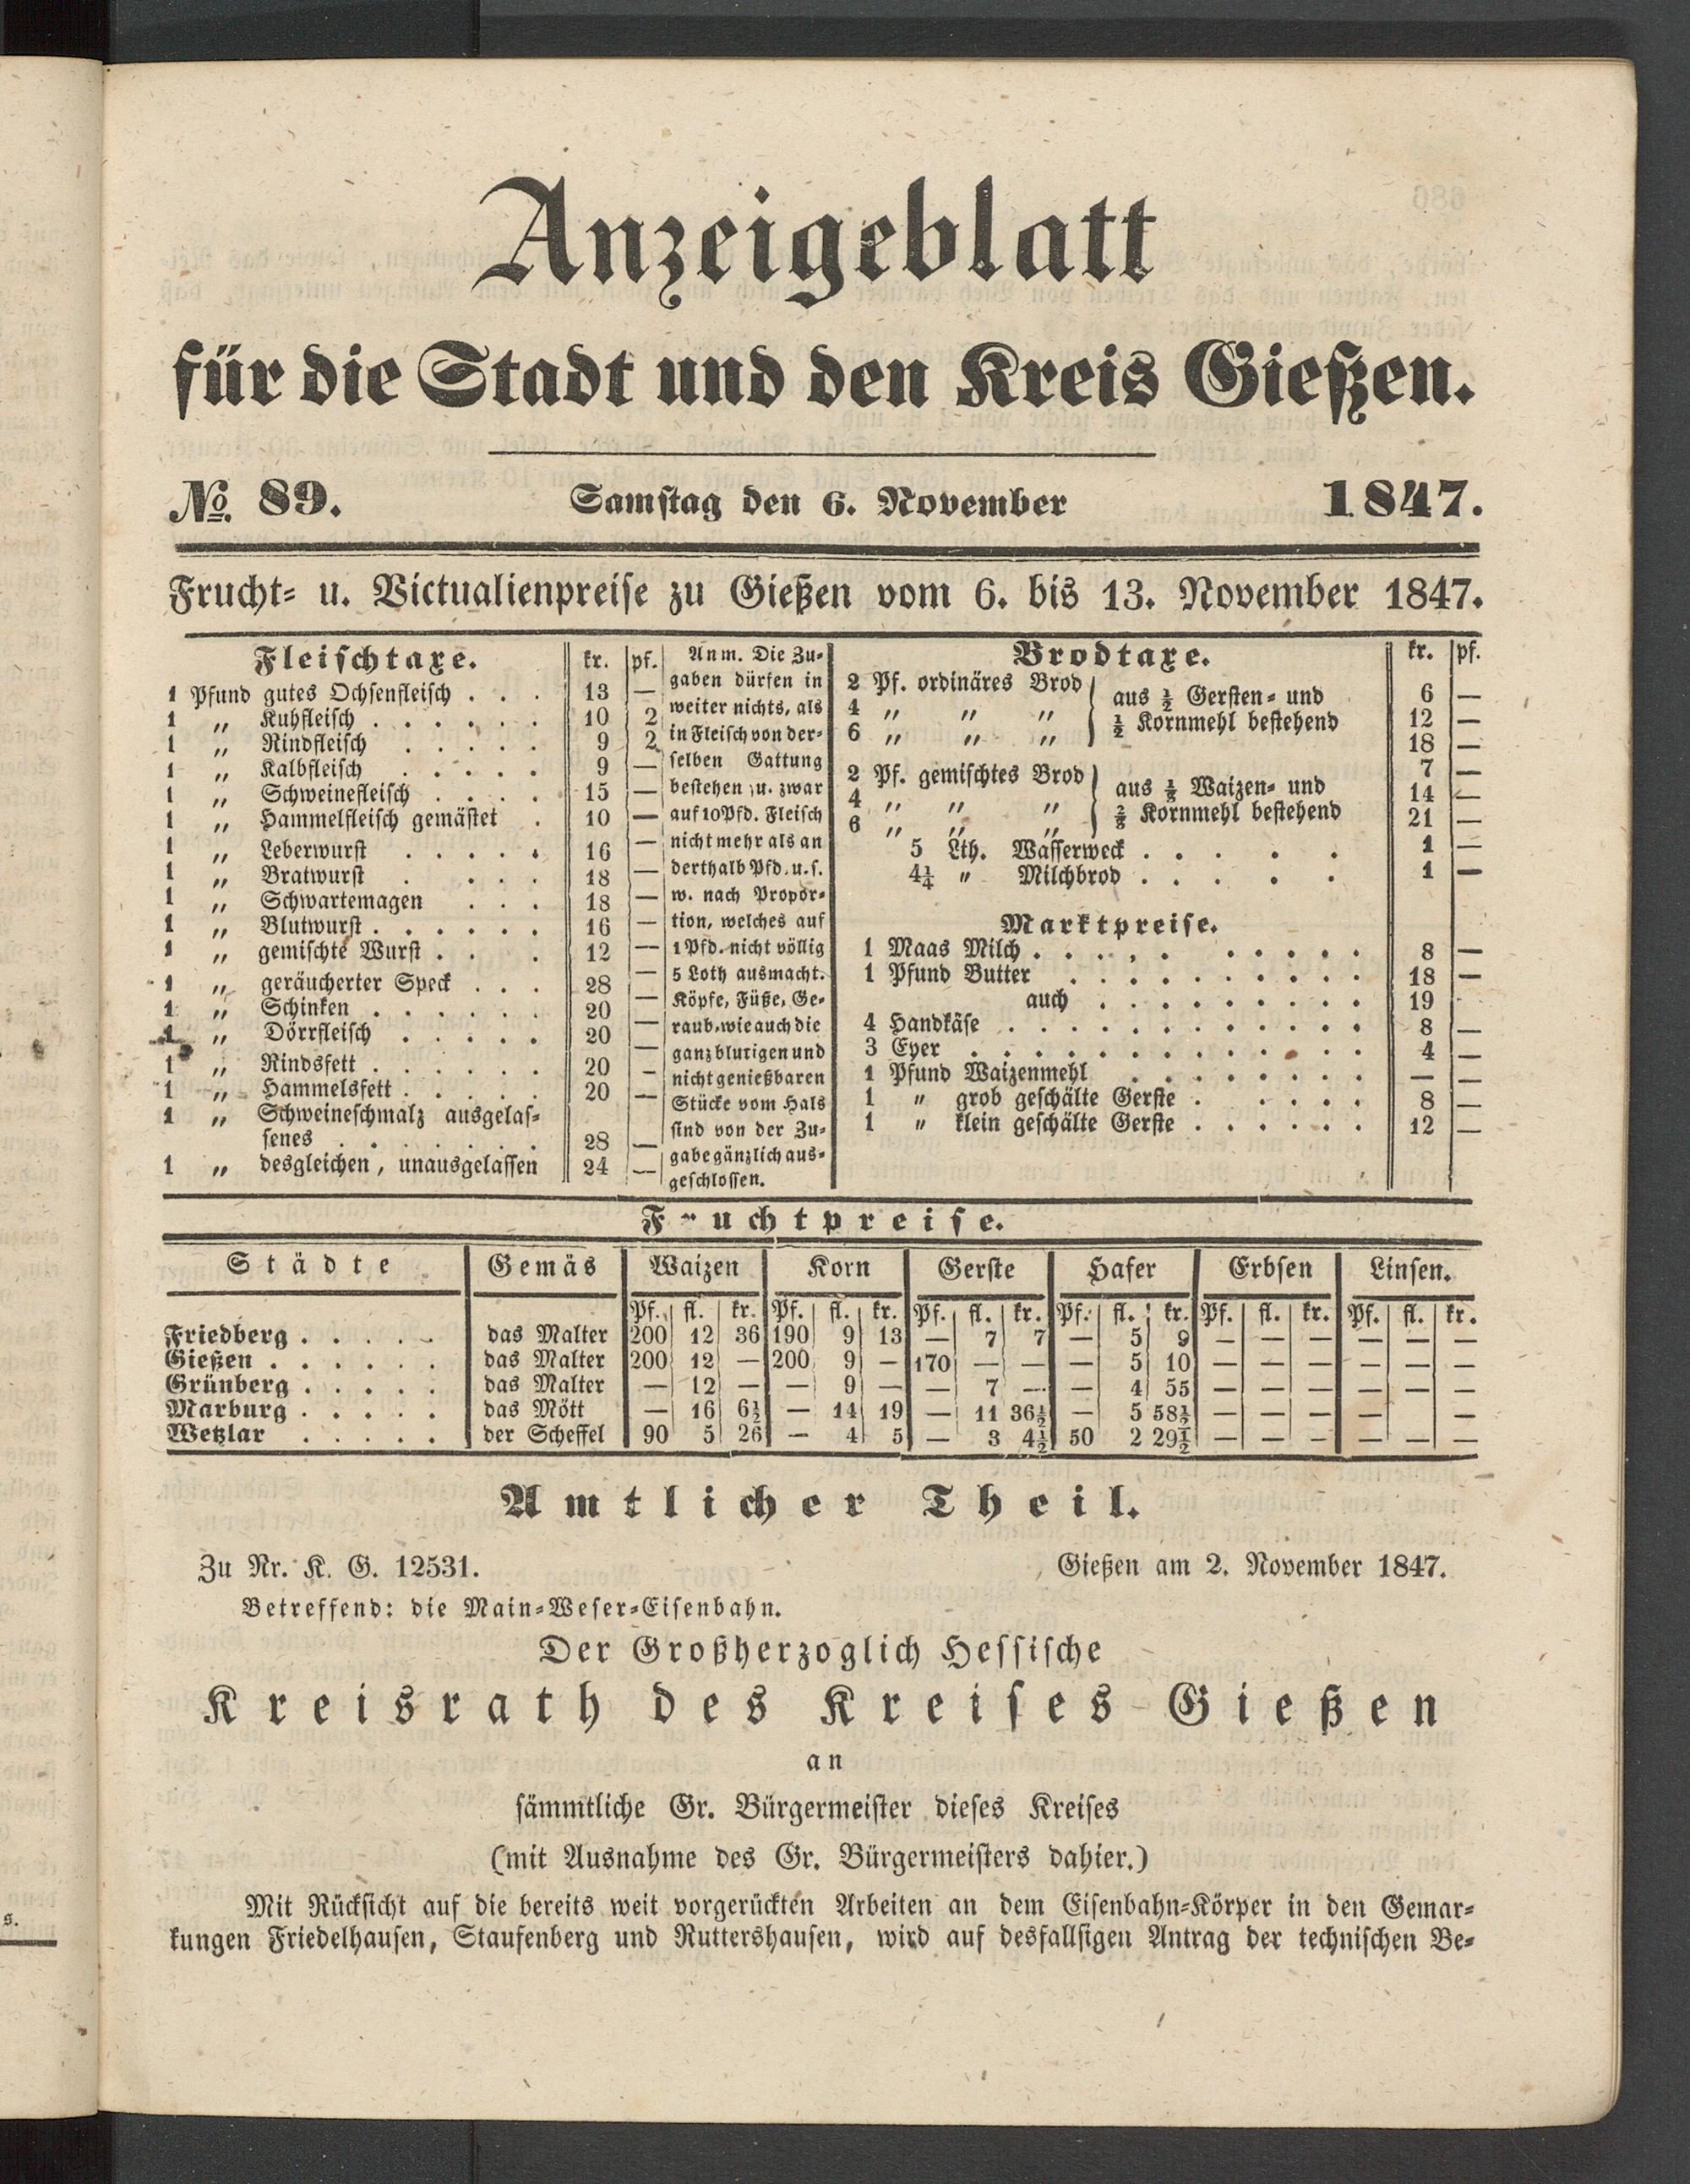 Anzeigeblatt
für die Stadt und den Kreis Gießen.
No. 89. Samstag den 6. November 1847.
Frucht- u. Victualienpreise zu Gießen vom 6. bis 13. November 1847.
Fleischtaxe. kr. pf.
1 Pfund gutes Ochsenfleisch . . . 13 —
1 „ Kuhfleisch . . . . . . 10 2
1 „ Rindfleisch . . . . . 9 2
1 „ Kalbfleisch . . . . . 9 —
1 „ Schweinefleisch . . . . 15 —
1 „ Hammelfleisch gemästet . 10 —
1 „ Leberwurst . . . . . 16 —
1 „ Bratwurst . . . . 18 —
1 „ Schwartemagen . . . 18 —
1 „ Blutwurst . . . . . . 16 —
1 „ gemischte Wurst . . . 12 —
1 „ geräucherter Speck . . . 28 —
1 „ Schinken . . . . . . 20 —
1 „ Dörrfleisch . . . . . 20 —
1 „ Rindsfett . . . . . . 20 —
1 „ Hammelsfett . . . . . 20 —
1 „ Schweineschmalz ausgelas-
senes . . . . . . . 28 —
1 „ desgleichen, unausgelassen 24 —
Anm. Die Zu-
gaben dürfen in
weiter nichts, als
in Fleisch von der-
selben Gattung
bestehen u. zwar
auf 10 Pfd. Fleisch
nicht mehr als an
derthalb Pfd. u. s.
w. nach Propor-
tion, welches auf
1 Pfd. nicht völlig
5 Loth ausmacht.
Köpfe, Füße, Ge-
raub, wie auch die
ganz blutigen und
nicht genießbaren
Stücke vom Hals
sind von der Zu-
gabe gänzlich aus-
geschlossen.
Brodtaxe. kr. pf.
2 Pf. ordinäres Brod aus ½ Gersten- und 6 —
4 „ „ „ ½ Kornmehl bestehend 12 —
6 „ „ „ 18 —
2 Pf. gemischtes Brod aus ⅓ Waizen- und 7 —
4 „ „ „ ⅔ Kornmehl bestehend 14 —
6 „ „ „ 21 —
5 Lth. Wasserweck . . . . . 1 —
4¼ „ Milchbrod . . . . . 1 —
Marktpreise.
1 Maas Milch . . . . . . . . . . 8 —
1 Pfund Butter . . . . . . . . . . 18 —
auch . . . . . . . . . 19
4 Handkäse . . . . . . . . . . . . 8 —
3 Eyer . . . . . . . . . . . . . 4 —
1 Pfund Waizenmehl . . . . . . . . — —
1 „ grob geschälte Gerste . . . . . 8 —
1 „ klein geschälte Gerste . . . . . . 12 —
Fruchtpreise.
Städte Gemäs Waizen Korn Gerste Hafer Erbsen Linsen.
Pf. fl. kr. Pf. fl. kr. Pf. fl. kr. Pf. fl. kr. Pf. fl. kr. Pf. fl. kr.
Friedberg . . . . . das Malter 200 12 36 190 9 13 — 7 7 — 5 9 — — — — — —
Gießen . . . . . . das Malter 200 12 — 200 9 — 170 — — — 5 10 — — — — — —
Grünberg . . . . . das Malter — 12 — — 9 — — 7 — — 4 55 — — — — — —
Marburg . . . . . das Mött — 16 6½ — 14 19 — 11 36½ — 5 58½ — — — — — —
Wetzlar . . . . . der Scheffel 90 5 26 — 4 5 — 3 4½ 50 2 29½ — — — — — —
Amtlicher Theil.
Zu Nr. K. G. 12531. Gießen am 2. November 1847.
Betreffend: die Main-Weser-Eisenbahn.
Der Großherzoglich Hessische
Kreisrath des Kreises Gießen
an
sämmtliche Gr. Bürgermeister dieses Kreises
(mit Ausnahme des Gr. Bürgermeisters dahier.)
Mit Rücksicht auf die bereits weit vorgerückten Arbeiten an dem Eisenbahn-Körper in den Gemar-
kungen Friedelhausen, Staufenberg und Ruttershausen, wird auf desfallsigen Antrag der technischen Be-